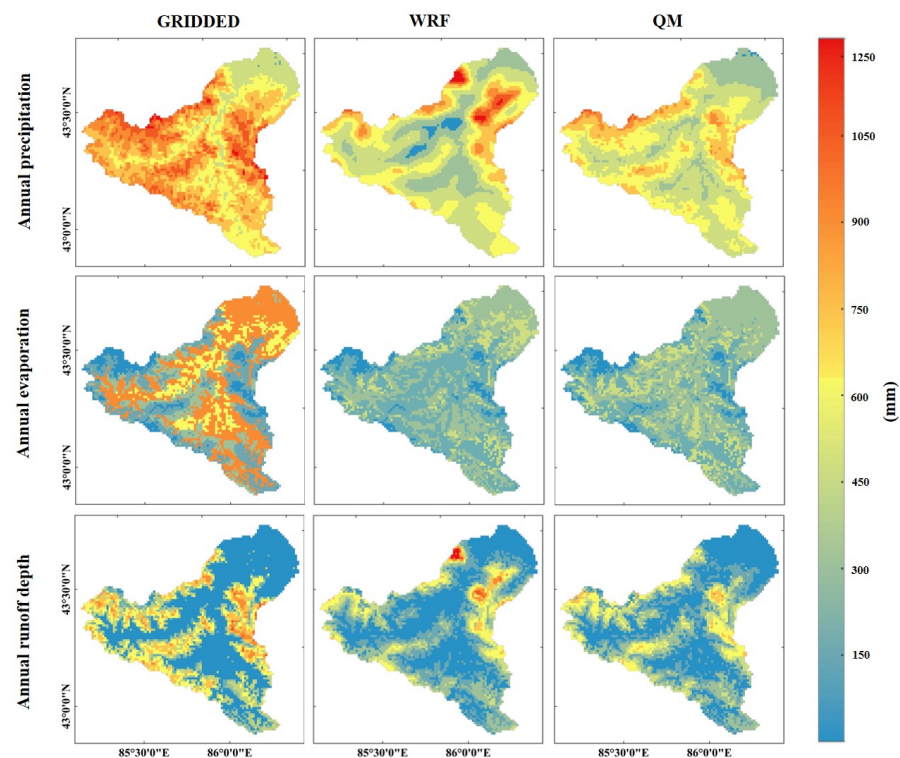 GRIDDED WRF QM
1250
Annual precipitation
43°30'0"N
43°0'0"N
1050
900
Annual evaporation
43°30'0"N
43°0'0"N
750
600
(mm)
450
Annual runoff depth
43°30'0"N
43°0'0"N
300
150
85°30'0"E 86°0'0"E 85°30'0"E 86°0'0"E 85°30'0"E 86°0'0"E